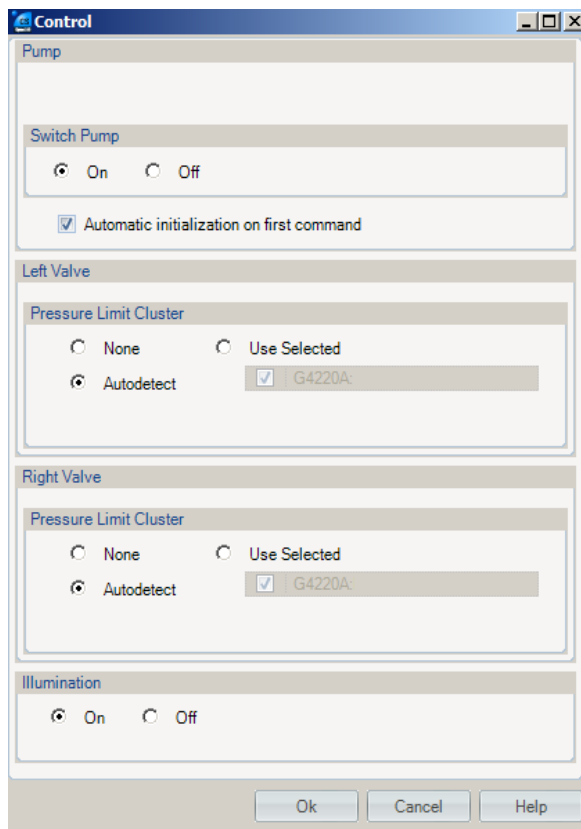 Control
Pump
Switch Pump
On Off
Automatic initialization on first command
Left Valve
Pressure Limit Cluster
None Use Selected
Autodetect G4220A:
Right Valve
Pressure Limit Cluster
None Use Selected
Autodetect G4220A:
Illumination
On Off
Ok Cancel Help